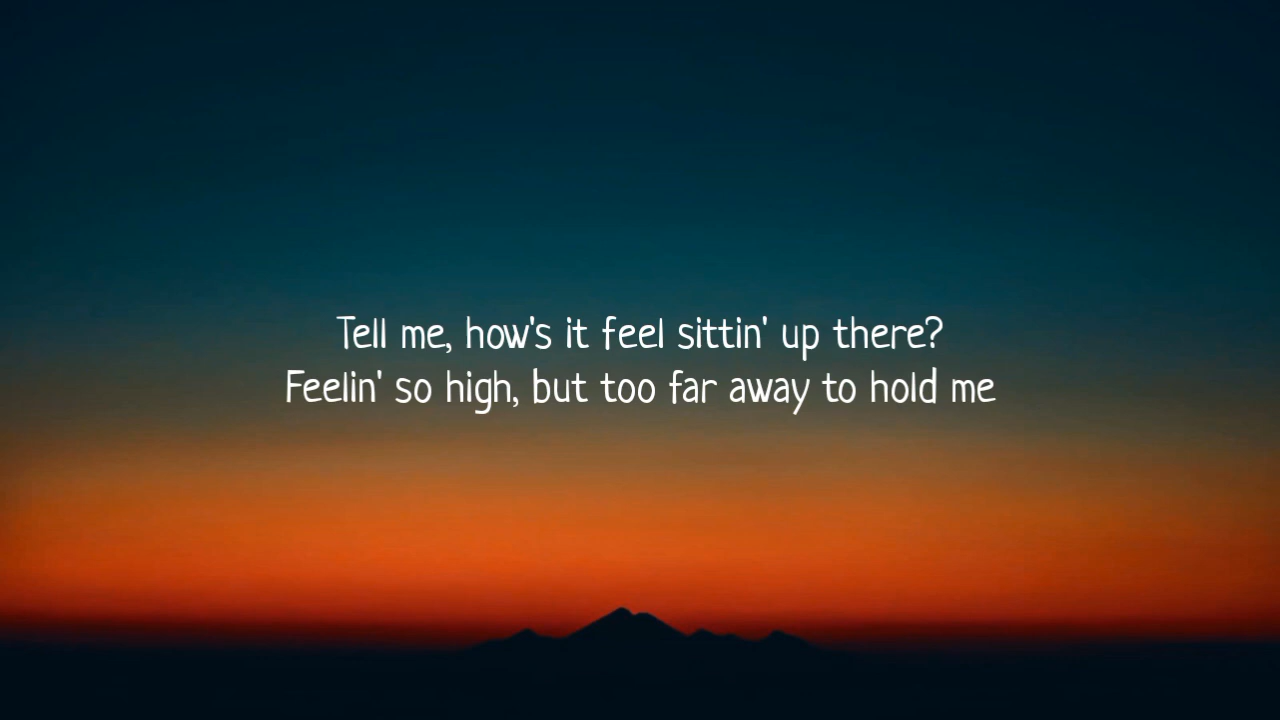 Tell me, how's it feel sittin' up there?
Feelin' so high, but too far away to hold me